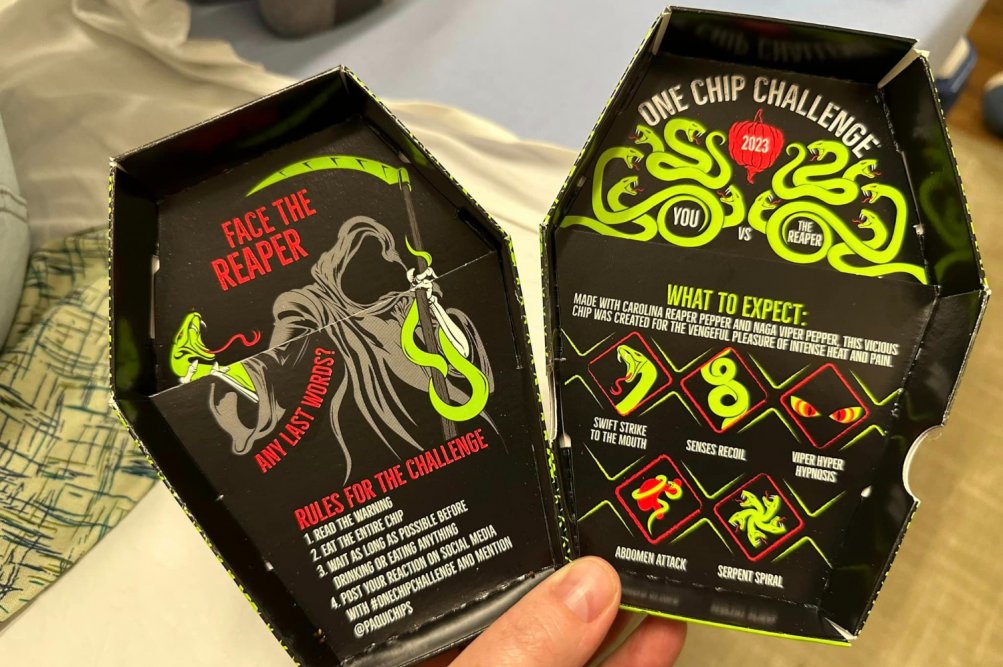 FACE THE
REAPER
ANY LAST WORDS?
RULES FOR THE CHALLENGE
1. READ THE WARNING
2. EAT THE ENTIRE CHIP
3. WAIT AS LONG AS POSSIBLE BEFORE
DRINKING OR EATING ANYTHING
4. POST YOUR REACTION ON SOCIAL MEDIA
WITH #ONECHIPCHALLENGE AND MENTION
@PAQUICHIPS
CHIP CHALLENGE
ONE CHIP CHALLENGE
2023
YOU
VS
THE
REAPER
WHAT TO EXPECT:
MADE WITH CAROLINA REAPER PEPPER AND NAGA VIPER PEPPER, THIS VICIOUS
CHIP WAS CREATED FOR THE VENGEFUL PLEASURE OF INTENSE HEAT AND PAIN.
SWIFT STRIKE
TO THE MOUTH
SENSES RECOIL
VIPER HYPER
HYPNOSIS
ABDOMEN ATTACK
SERPENT SPIRAL